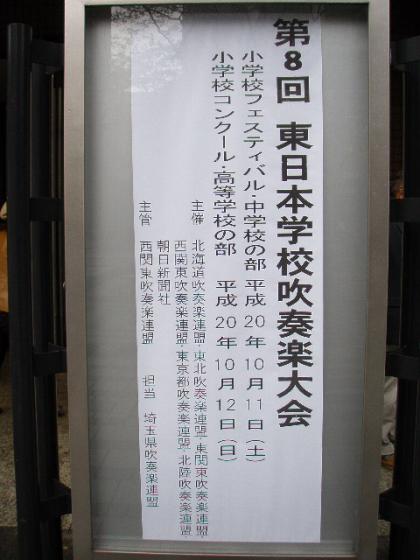 第8回 東日本学校吹奏楽大会
小学校フェスティバル・中学校の部 平成20年10月11日(土)
小学校コンクール・高等学校の部 平成20年10月12日(日)
主催 北海道吹奏楽連盟・東北吹奏楽連盟・東関東吹奏楽連盟
西関東吹奏楽連盟・東京都吹奏楽連盟・北陸吹奏楽連盟
朝日新聞社
主管 西関東吹奏楽連盟 担当 埼玉県吹奏楽連盟